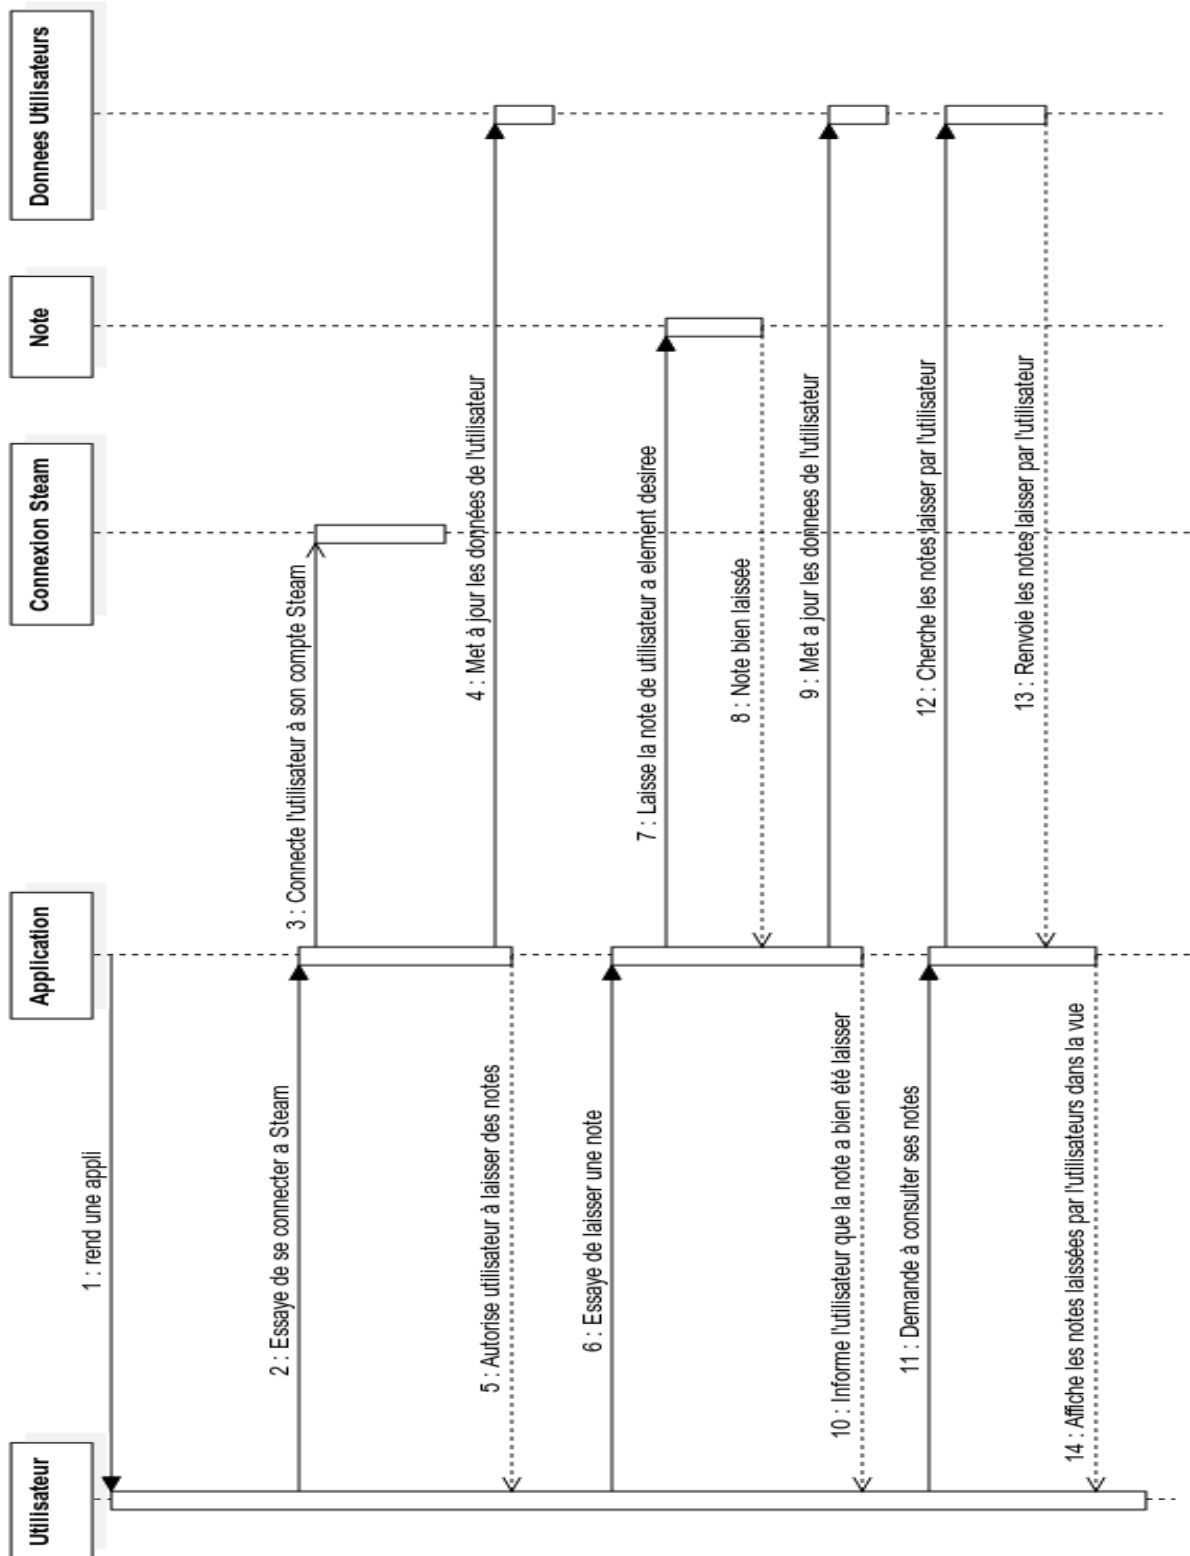 Utilisateur
Application
Connexion Steam
Note
Donnees Utilisateurs
1 : rend une appli
2 : Essaye de se connecter a Steam
3 : Connecte l'utilisateur à son compte Steam
4 : Met à jour les données de l'utilisateur
5 : Autorise utilisateur à laisser des notes
6 : Essaye de laisser une note
7 : Laisse la note de utilisateur a element desiree
8 : Note bien laissée
9 : Met a jour les donnees de l'utilisateur
10 : Informe l'utilisateur que la note a bien été laisser
11 : Demande à consulter ses notes
12 : Cherche les notes laisser par l'utilisateur
13 : Renvoie les notes laisser par l'utilisateur
14 : Affiche les notes laissées par l'utilisateurs dans la vue